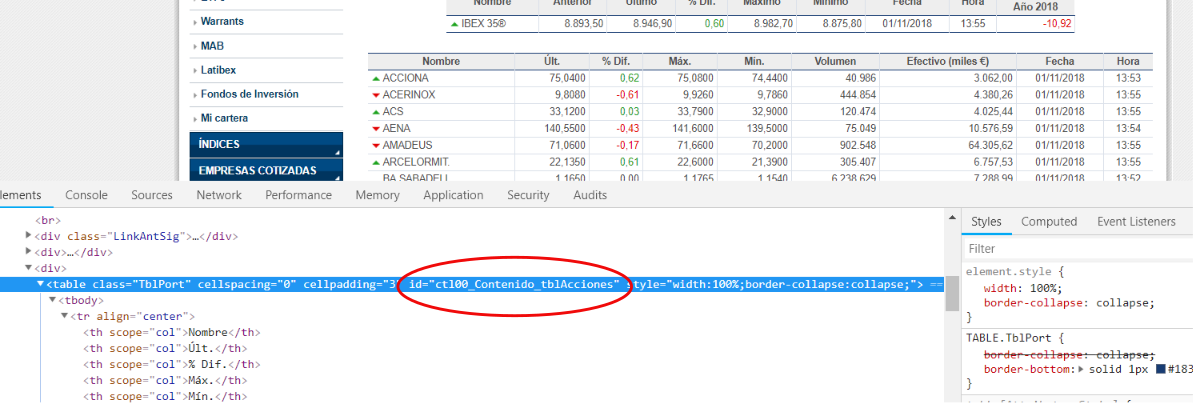 Anterior Último % Dif. Máximo Mínimo Fecha Hora
Nombre Año 2018
IBEX 35® 8.893,50 8.946,90 0,60 8.982,70 8.875,80 01/11/2018 13:55 -10,92
Warrants
MAB
Latibex
Fondos de Inversión
Mi cartera
ÍNDICES
EMPRESAS COTIZADAS
Nombre Últ. % Dif. Máx. Mín. Volumen Efectivo (miles €) Fecha Hora
ACCIONA 75,0400 0,62 75,0800 74,4400 40.986 3.062,00 01/11/2018 13:53
ACERINOX 9,8080 -0,61 9,9260 9,7860 444.854 4.380,26 01/11/2018 13:55
ACS 33,1200 0,03 33,7900 32,9000 120.474 4.025,44 01/11/2018 13:55
AENA 140,5500 -0,43 141,6000 139,5000 75.049 10.576,59 01/11/2018 13:54
AMADEUS 71,0600 -0,17 71,6600 70,2000 902.548 64.305,62 01/11/2018 13:55
ARCELORMIT. 22,1350 0,61 22,6000 21,3900 305.407 6.757,53 01/11/2018 13:55
BA.SABADELL 1,1650 0,00 1,1765 1,1540 6.238.629 7.288,99 01/11/2018 13:52
lements Console Sources Network Performance Memory Application Security Audits
<br>
<div class="LinkAntSig">…</div>
<div>…</div>
<div>
<table class="TblPort" cellspacing="0" cellpadding="3" id="ctl00_Contenido_tblAcciones" style="width:100%;border-collapse:collapse;"> ==
<tbody>
<tr align="center">
<th scope="col">Nombre</th>
<th scope="col">Últ.</th>
<th scope="col">% Dif.</th>
<th scope="col">Máx.</th>
<th scope="col">Mín.</th>
Styles Computed Event Listeners
Filter
element.style {
width: 100%;
border-collapse: collapse;
}
TABLE.TblPort {
border-collapse: collapse;
border-bottom: solid 1px #183
}